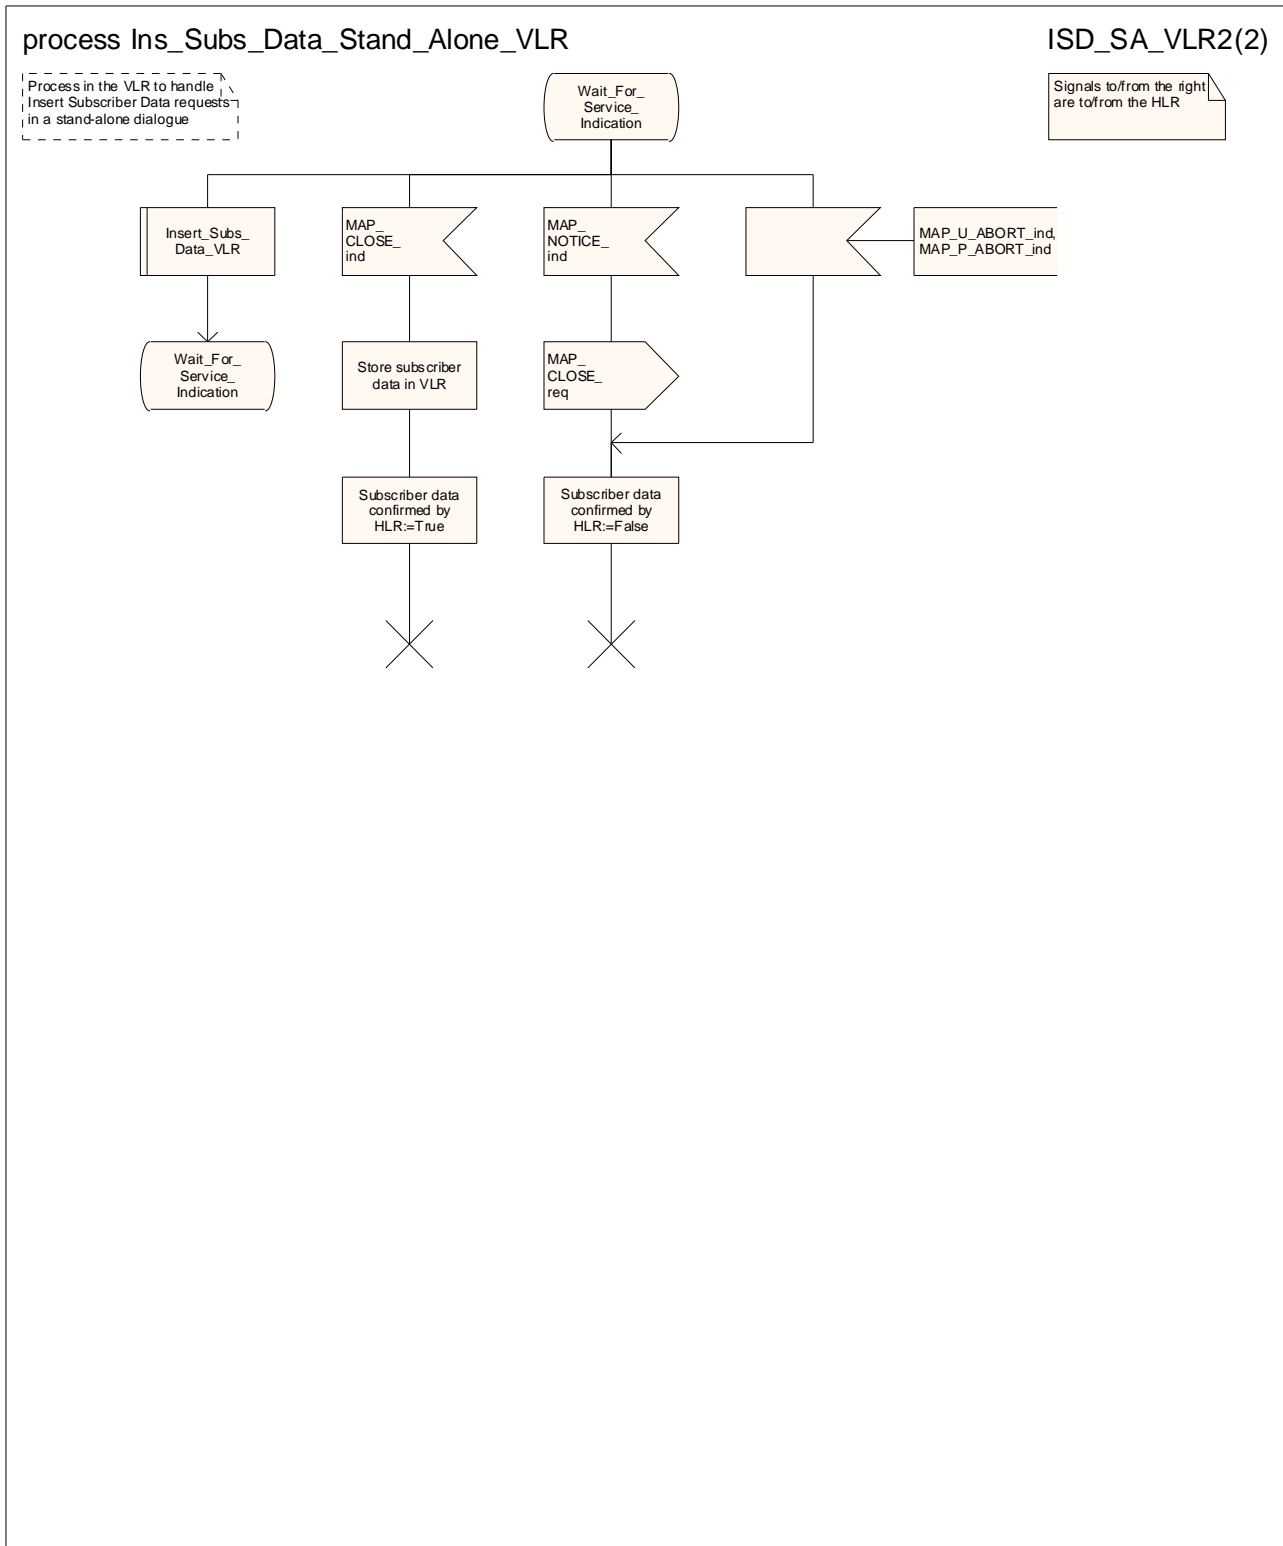 process Ins_Subs_Data_Stand_Alone_VLR
ISD_SA_VLR2(2)
Process in the VLR to handle
Insert Subscriber Data requests
in a stand-alone dialogue
Wait_For_
Service_
Indication
Signals to/from the right
are to/from the HLR
Insert_Subs_
Data_VLR
MAP_
CLOSE_
ind
MAP_
NOTICE_
ind
MAP_U_ABORT_ind,
MAP_P_ABORT_ind
Wait_For_
Service_
Indication
Store subscriber
data in VLR
MAP_
CLOSE_
req
Subscriber data
confirmed by
HLR:=True
Subscriber data
confirmed by
HLR:=False